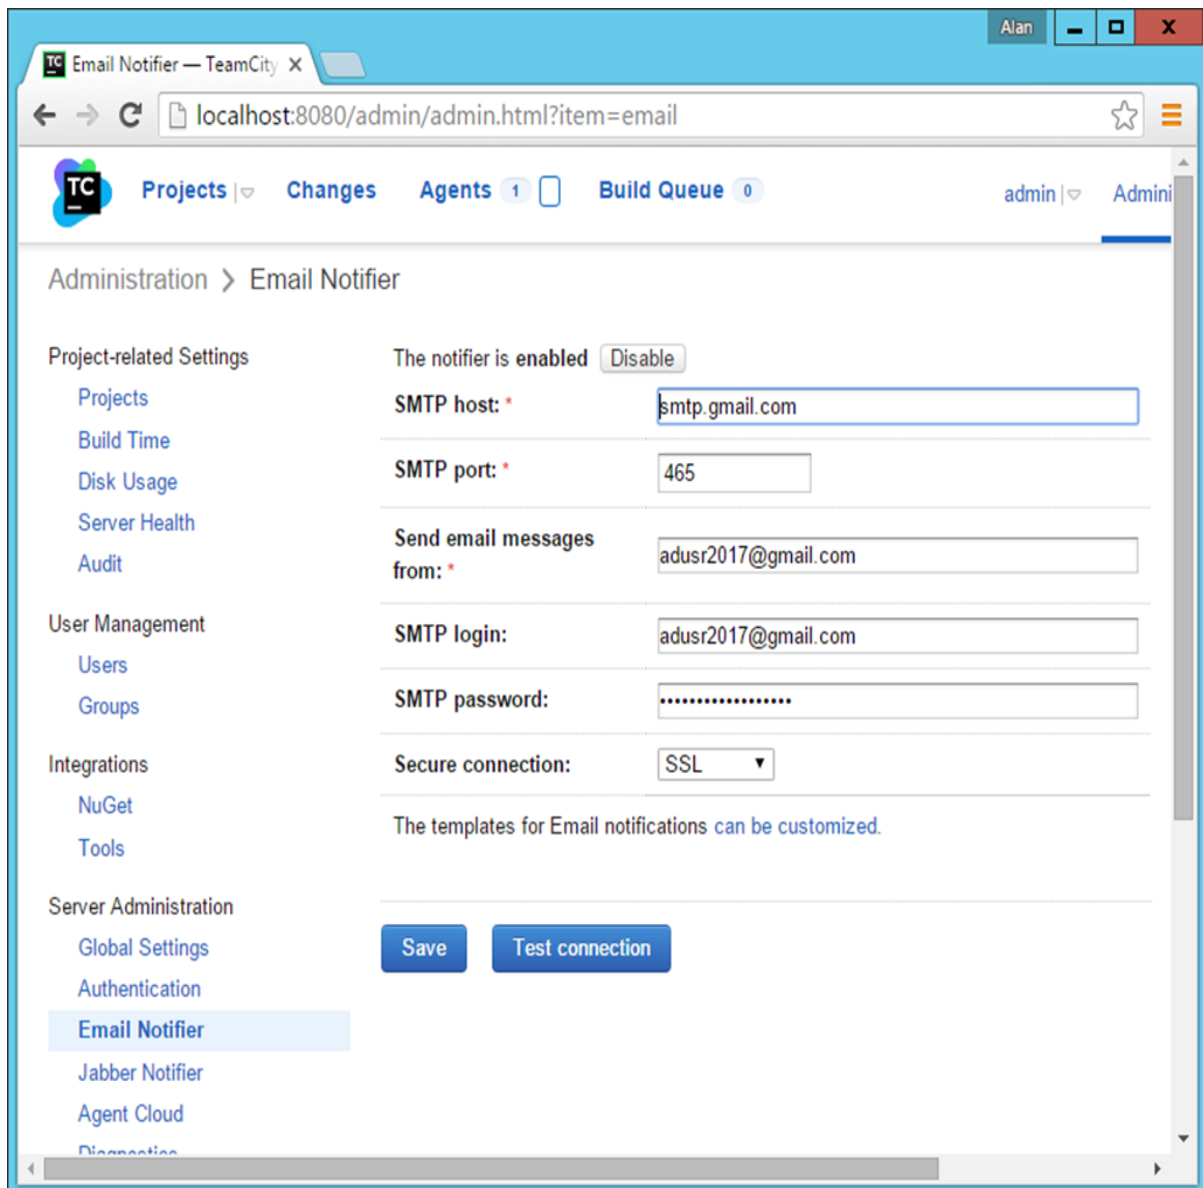 Alan
TC Email Notifier — TeamCity
localhost:8080/admin/admin.html?item=email
TC Projects Changes Agents 1 Build Queue 0 admin Admini
Administration > Email Notifier
Project-related Settings
Projects
Build Time
Disk Usage
Server Health
Audit
User Management
Users
Groups
Integrations
NuGet
Tools
Server Administration
Global Settings
Authentication
Email Notifier
Jabber Notifier
Agent Cloud
Diagnostics
The notifier is enabled Disable
SMTP host: * smtp.gmail.com
SMTP port: * 465
Send email messages
from: * adusr2017@gmail.com
SMTP login: adusr2017@gmail.com
SMTP password: ••••••••••••••••••
Secure connection: SSL
The templates for Email notifications can be customized.
Save Test connection